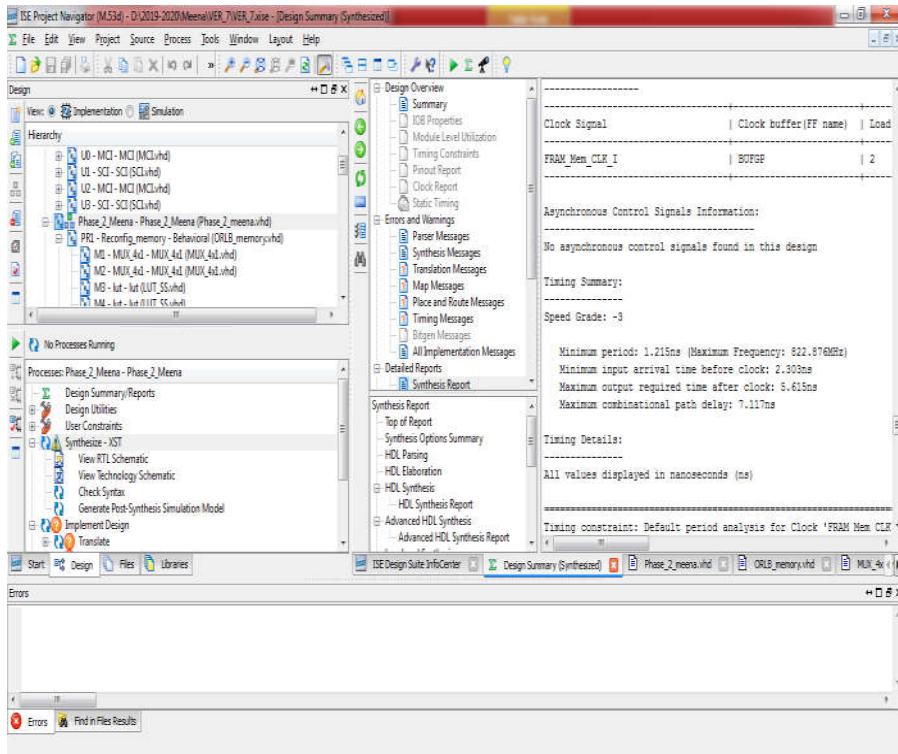 ISE Project Navigator (M.53d) - D:\2019-2020\Meena\VER_7\VER_7.xise - [Design Summary (Synthesized)]
File Edit View Project Source Process Tools Window Layout Help
Design
View: Implementation Simulation
Hierarchy
U0 - MCI - MCI (MCI.vhd)
U1 - SCI - SCI (SCI.vhd)
U2 - MCI - MCI (MCI.vhd)
U3 - SCI - SCI (SCI.vhd)
Phase_2_Meena - Phase_2_Meena (Phase_2_meena.vhd)
PR1 - Reconfig_memory - Behavioral (ORLB_memory.vhd)
M1 - MUX_4x1 - MUX_4x1 (MUX_4x1.vhd)
M2 - MUX_4x1 - MUX_4x1 (MUX_4x1.vhd)
M3 - lut - lut (LUT_SS.vhd)
M4 - lut - lut (LUT_SS.vhd)
No Processes Running
Processes: Phase_2_Meena - Phase_2_Meena
Design Summary/Reports
Design Utilities
User Constraints
Synthesize - XST
View RTL Schematic
View Technology Schematic
Check Syntax
Generate Post-Synthesis Simulation Model
Implement Design
Translate
Start Design Files Libraries
Design Overview
Summary
IOB Properties
Module Level Utilization
Timing Constraints
Pinout Report
Clock Report
Static Timing
Errors and Warnings
Parser Messages
Synthesis Messages
Translation Messages
Map Messages
Place and Route Messages
Timing Messages
Bitgen Messages
All Implementation Messages
Detailed Reports
Synthesis Report
Synthesis Report
Top of Report
Synthesis Options Summary
HDL Parsing
HDL Elaboration
HDL Synthesis
HDL Synthesis Report
Advanced HDL Synthesis
Advanced HDL Synthesis Report
Clock Signal | Clock buffer(FF name) | Load
FRAM_Mem_CLK_I | BUFGP | 2
Asynchronous Control Signals Information:
No asynchronous control signals found in this design
Timing Summary:
Speed Grade: -3
Minimum period: 1.215ns (Maximum Frequency: 822.876MHz)
Minimum input arrival time before clock: 2.303ns
Maximum output required time after clock: 5.615ns
Maximum combinational path delay: 7.117ns
Timing Details:
All values displayed in nanoseconds (ns)
Timing constraint: Default period analysis for Clock 'FRAM_Mem_CLK
ISE Design Suite InfoCenter Design Summary (Synthesized) Phase_2_meena.vhd ORLB_memory.vhd MUX_4x
Errors
Errors Find in Files Results